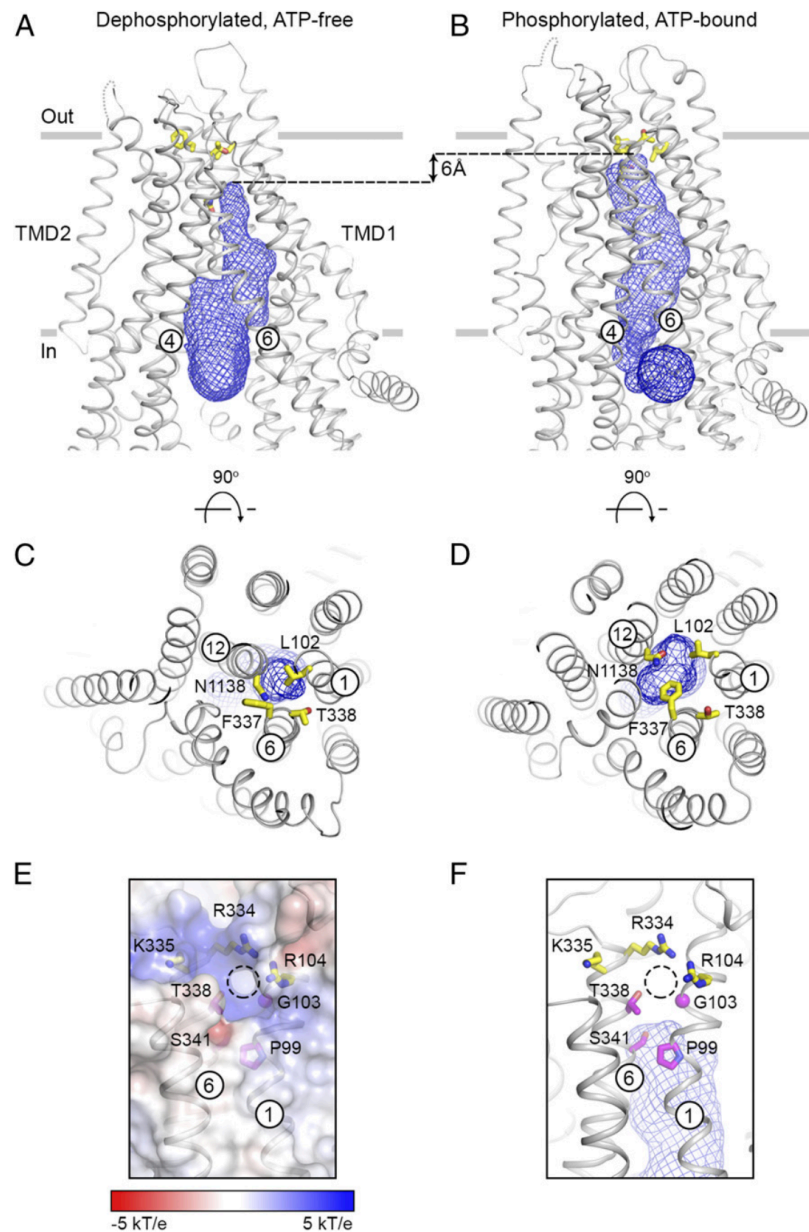 A
Dephosphorylated, ATP-free
B
Phosphorylated, ATP-bound
Out
6Å
TMD2
TMD1
4
6
In
4
6
90°
90°
C
12
L102
1
N1138
F337
T338
6
D
12
L102
N1138
1
F337
T338
6
E
R334
K335
R104
T338
G103
S341
P99
6
1
-5 kT/e
5 kT/e
F
R334
K335
R104
T338
G103
S341
P99
6
1